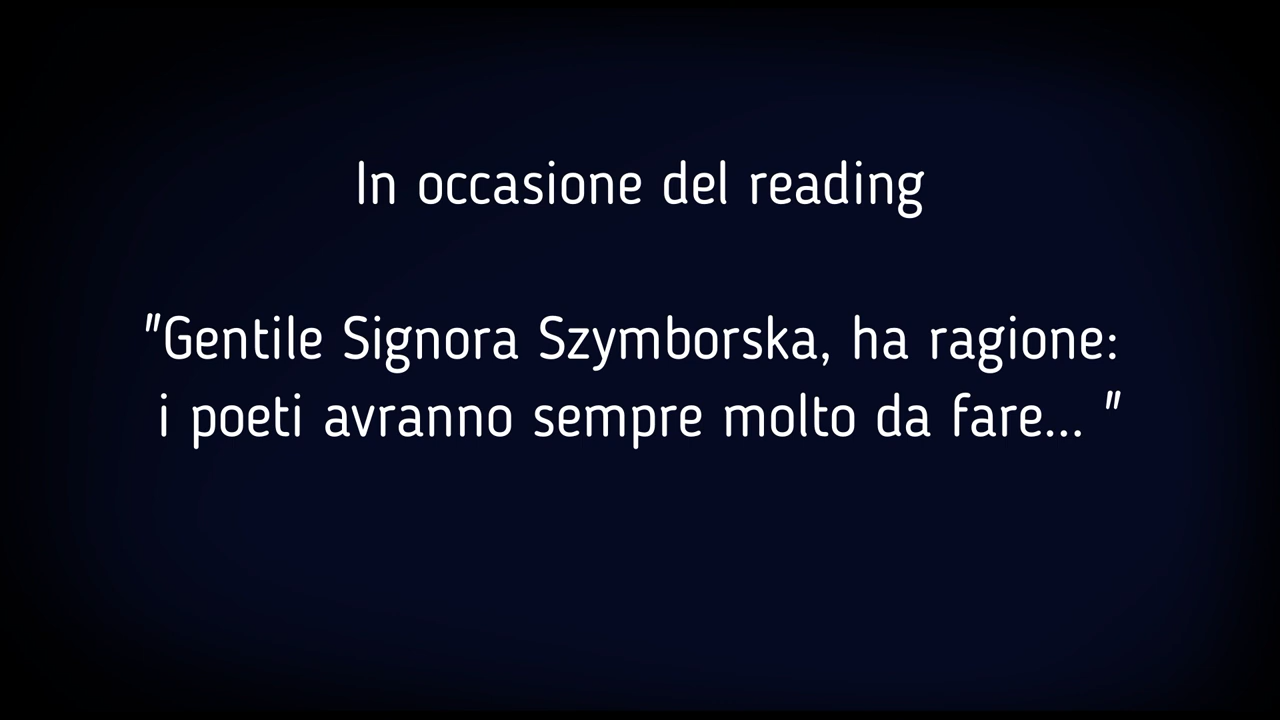 In occasione del reading
"Gentile Signora Szymborska, ha ragione:
i poeti avranno sempre molto da fare... "